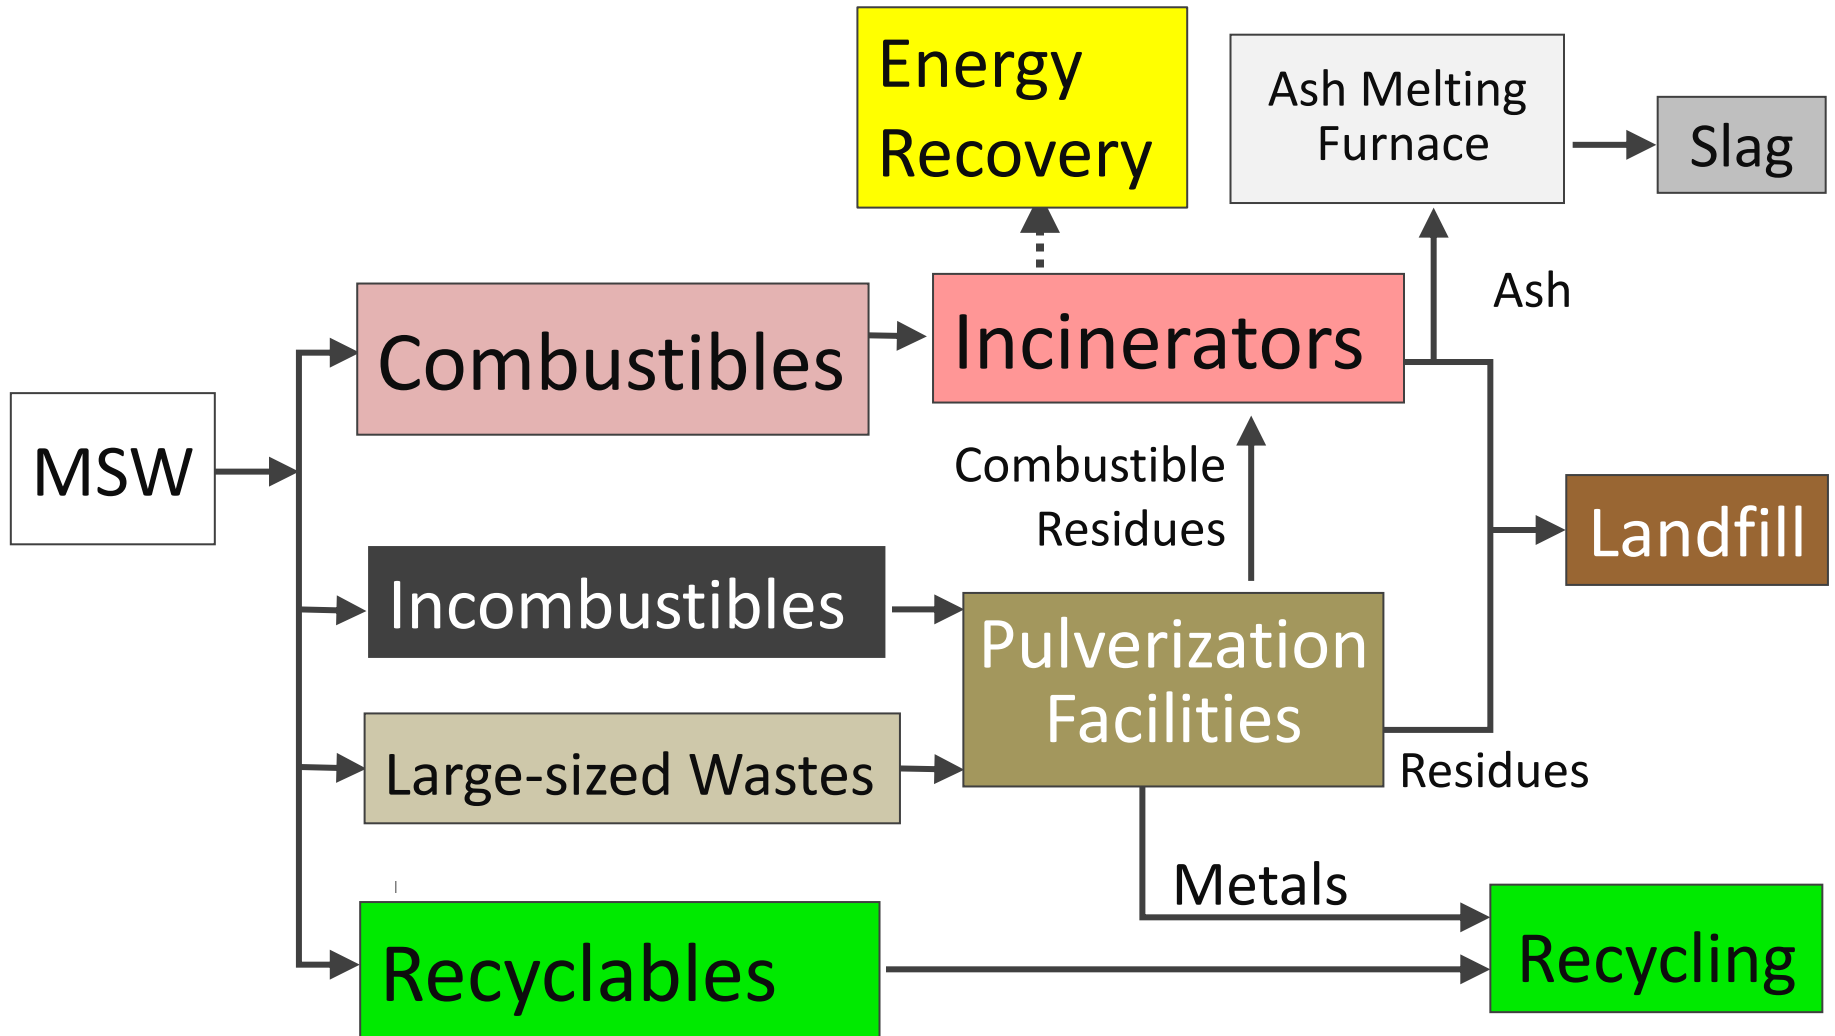 Energy
Recovery
Ash Melting
Furnace
Slag
Ash
Combustibles
Incinerators
MSW
Combustible
Residues
Landfill
Incombustibles
Pulverization
Facilities
Large-sized Wastes
Residues
Metals
Recyclables
Recycling